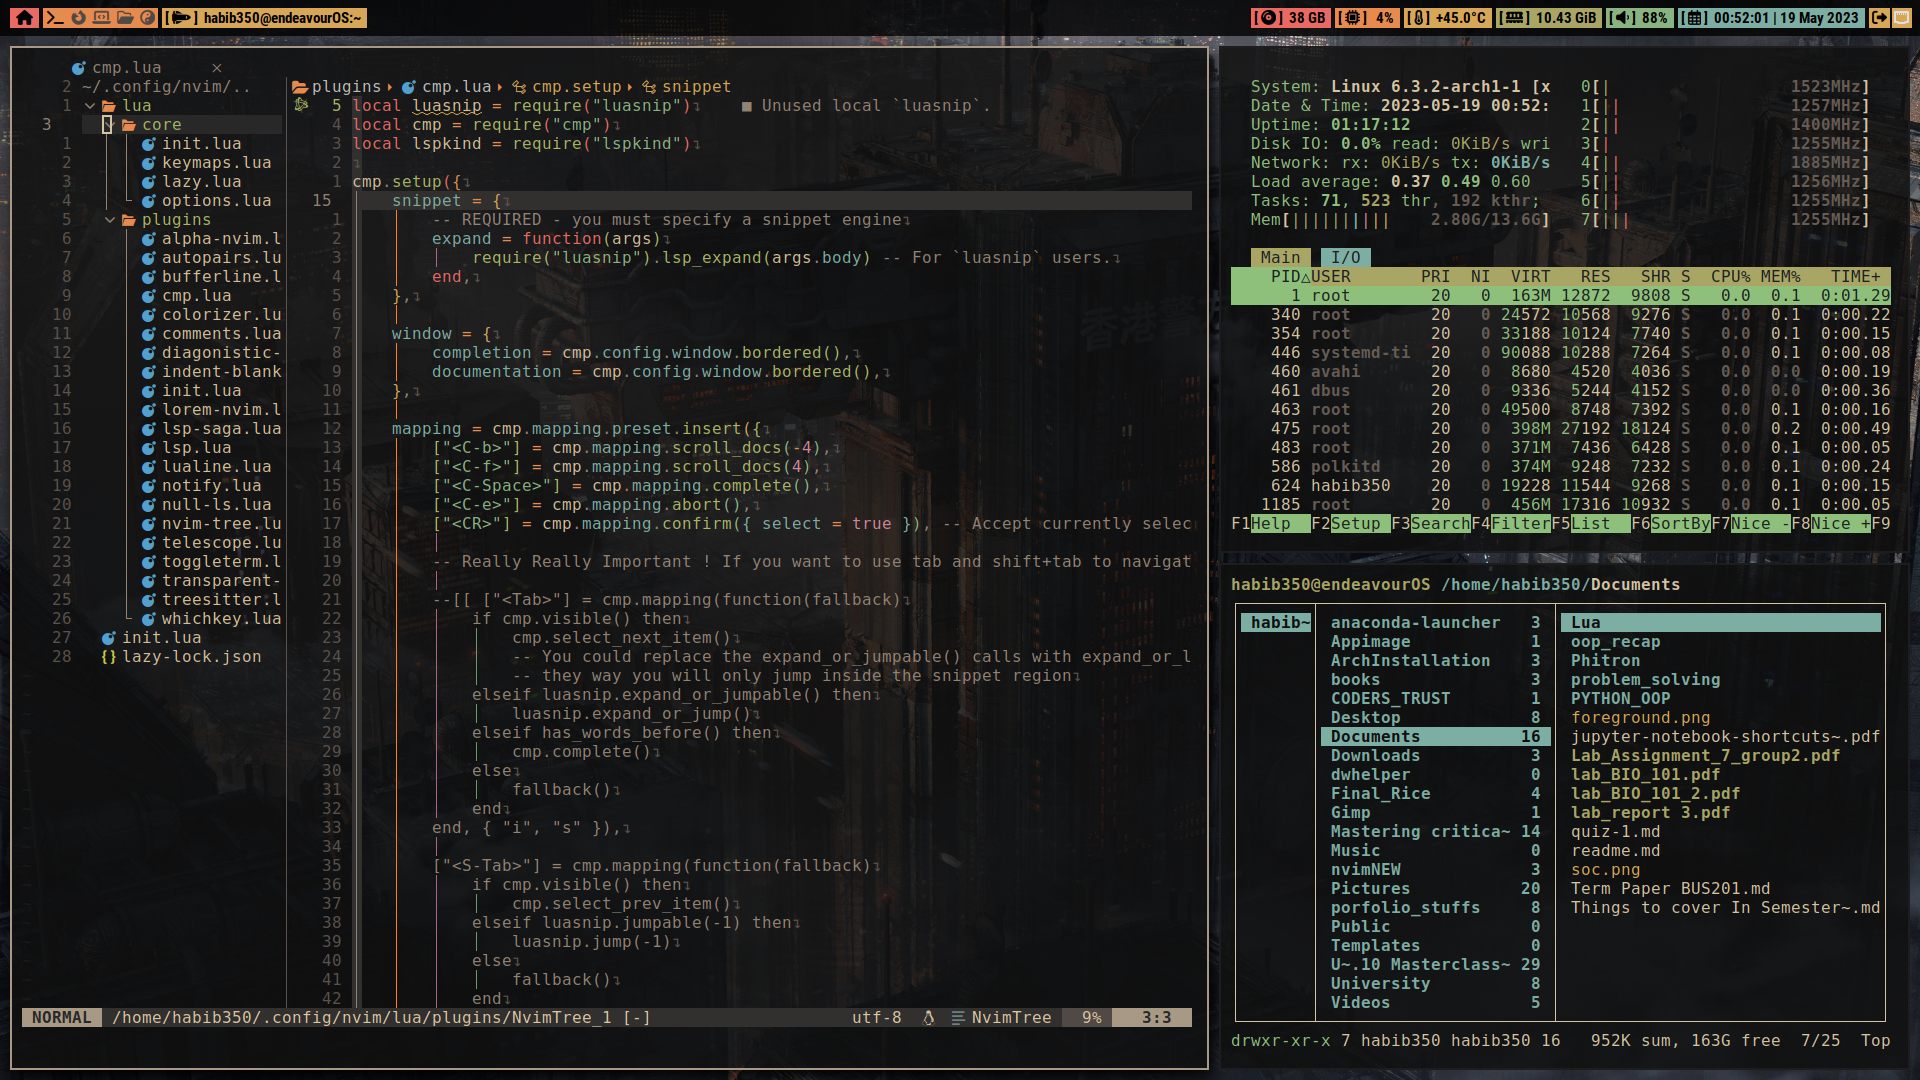 [ ] habib350@endeavourOS:~
[ ] 38 GB [ ] 4% [ ] +45.0°C [ ] 10.43 GiB [ ] 88% [ ] 00:52:01 | 19 May 2023
cmp.lua ×
2 ~/.config/nvim/..
1 lua
3 core
1 init.lua
2 keymaps.lua
3 lazy.lua
4 options.lua
5 plugins
6 alpha-nvim.l
7 autopairs.lu
8 bufferline.l
9 cmp.lua
10 colorizer.lu
11 comments.lua
12 diagonistic-
13 indent-blank
14 init.lua
15 lorem-nvim.l
16 lsp-saga.lua
17 lsp.lua
18 lualine.lua
19 notify.lua
20 null-ls.lua
21 nvim-tree.lu
22 telescope.lu
23 toggleterm.l
24 transparent-
25 treesitter.l
26 whichkey.lua
27 init.lua
28 {} lazy-lock.json
plugins › cmp.lua › cmp.setup › snippet
5 local luasnip = require("luasnip") ■ Unused local `luasnip`.
4 local cmp = require("cmp")
3 local lspkind = require("lspkind")
2
1 cmp.setup({
15 snippet = {
1 -- REQUIRED - you must specify a snippet engine
2 expand = function(args)
3 require("luasnip").lsp_expand(args.body) -- For `luasnip` users.
4 end,
5 },
6
7 window = {
8 completion = cmp.config.window.bordered(),
9 documentation = cmp.config.window.bordered(),
10 },
11
12 mapping = cmp.mapping.preset.insert({
13 ["<C-b>"] = cmp.mapping.scroll_docs(-4),
14 ["<C-f>"] = cmp.mapping.scroll_docs(4),
15 ["<C-Space>"] = cmp.mapping.complete(),
16 ["<C-e>"] = cmp.mapping.abort(),
17 ["<CR>"] = cmp.mapping.confirm({ select = true }), -- Accept currently selec
18
19 -- Really Really Important ! If you want to use tab and shift+tab to navigat
20
21 --[[ ["<Tab>"] = cmp.mapping(function(fallback)
22 if cmp.visible() then
23 cmp.select_next_item()
24 -- You could replace the expand_or_jumpable() calls with expand_or_l
25 -- they way you will only jump inside the snippet region
26 elseif luasnip.expand_or_jumpable() then
27 luasnip.expand_or_jump()
28 elseif has_words_before() then
29 cmp.complete()
30 else
31 fallback()
32 end
33 end, { "i", "s" }),
34
35 ["<S-Tab>"] = cmp.mapping(function(fallback)
36 if cmp.visible() then
37 cmp.select_prev_item()
38 elseif luasnip.jumpable(-1) then
39 luasnip.jump(-1)
40 else
41 fallback()
42 end
NORMAL /home/habib350/.config/nvim/lua/plugins/NvimTree_1 [-] utf-8 NvimTree 9% 3:3
System: Linux 6.3.2-arch1-1 [x 0[| 1523MHz]
Date & Time: 2023-05-19 00:52: 1[|| 1257MHz]
Uptime: 01:17:12 2[|| 1400MHz]
Disk IO: 0.0% read: 0KiB/s wri 3[| 1255MHz]
Network: rx: 0KiB/s tx: 0KiB/s 4[|| 1885MHz]
Load average: 0.37 0.49 0.60 5[|| 1256MHz]
Tasks: 71, 523 thr, 192 kthr; 6[|| 1255MHz]
Mem[|||||||||| 2.80G/13.6G] 7[||| 1255MHz]
Main I/O
PID△USER PRI NI VIRT RES SHR S CPU% MEM% TIME+
1 root 20 0 163M 12872 9808 S 0.0 0.1 0:01.29
340 root 20 0 24572 10568 9276 S 0.0 0.1 0:00.22
354 root 20 0 33188 10124 7740 S 0.0 0.1 0:00.15
446 systemd-ti 20 0 90088 10288 7264 S 0.0 0.1 0:00.08
460 avahi 20 0 8680 4520 4036 S 0.0 0.0 0:00.19
461 dbus 20 0 9336 5244 4152 S 0.0 0.0 0:00.36
463 root 20 0 49500 8748 7392 S 0.0 0.1 0:00.16
475 root 20 0 398M 27192 18124 S 0.0 0.2 0:00.49
483 root 20 0 371M 7436 6428 S 0.0 0.1 0:00.05
586 polkitd 20 0 374M 9248 7232 S 0.0 0.1 0:00.24
624 habib350 20 0 19228 11544 9268 S 0.0 0.1 0:00.15
1185 root 20 0 456M 17316 10932 S 0.0 0.1 0:00.05
F1Help F2Setup F3SearchF4FilterF5List F6SortByF7Nice -F8Nice +F9
habib350@endeavourOS /home/habib350/Documents
habib~
anaconda-launcher 3
Appimage 1
ArchInstallation 3
books 3
CODERS_TRUST 1
Desktop 8
Documents 16
Downloads 3
dwhelper 0
Final_Rice 4
Gimp 1
Mastering critica~ 14
Music 0
nvimNEW 3
Pictures 20
porfolio_stuffs 8
Public 0
Templates 0
U~.10 Masterclass~ 29
University 8
Videos 5
Lua
oop_recap
Phitron
problem_solving
PYTHON_OOP
foreground.png
jupyter-notebook-shortcuts~.pdf
Lab_Assignment_7_group2.pdf
lab_BIO_101.pdf
lab_BIO_101_2.pdf
lab_report 3.pdf
quiz-1.md
readme.md
soc.png
Term Paper BUS201.md
Things to cover In Semester~.md
drwxr-xr-x 7 habib350 habib350 16 952K sum, 163G free 7/25 Top